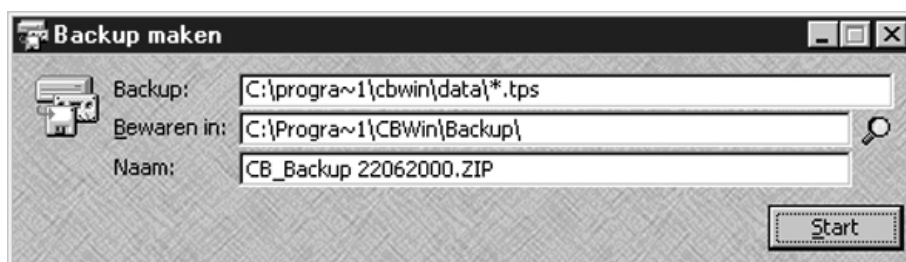 Backup maken
Backup: C:\progra~1\cbwin\data\*.tps
Bewaren in: C:\Progra~1\CBWin\Backup\
Naam: CB_Backup 22062000.ZIP
Start